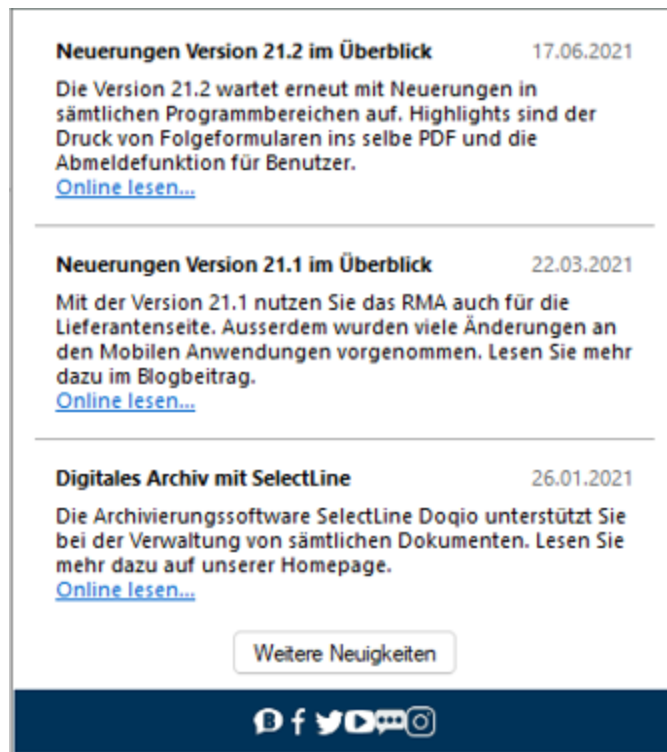 Neuerungen Version 21.2 im Überblick 17.06.2021
Die Version 21.2 wartet erneut mit Neuerungen in
sämtlichen Programmbereichen auf. Highlights sind der
Druck von Folgeformularen ins selbe PDF und die
Abmeldefunktion für Benutzer.
Online lesen...
Neuerungen Version 21.1 im Überblick 22.03.2021
Mit der Version 21.1 nutzen Sie das RMA auch für die
Lieferantenseite. Ausserdem wurden viele Änderungen an
den Mobilen Anwendungen vorgenommen. Lesen Sie mehr
dazu im Blogbeitrag.
Online lesen...
Digitales Archiv mit SelectLine 26.01.2021
Die Archivierungssoftware SelectLine Doqio unterstützt Sie
bei der Verwaltung von sämtlichen Dokumenten. Lesen Sie
mehr dazu auf unserer Homepage.
Online lesen...
Weitere Neuigkeiten